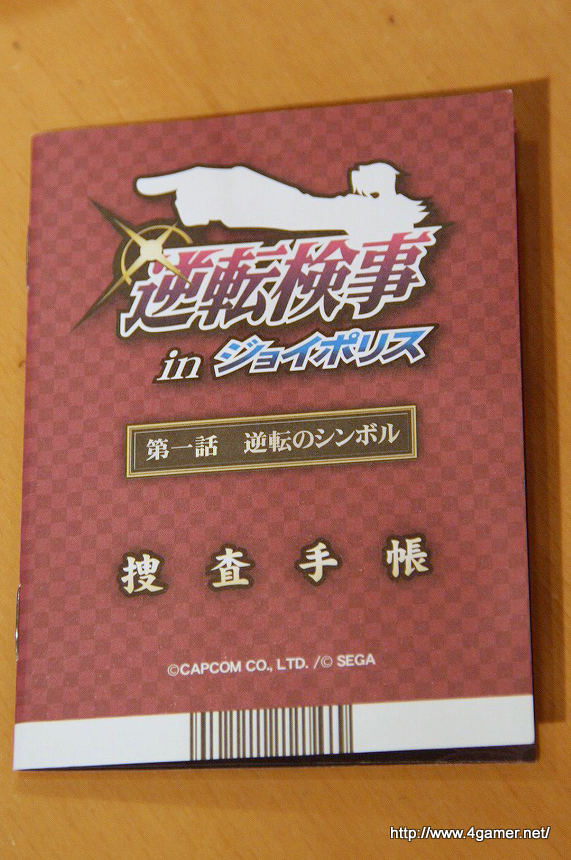 逆転検事
in ジョイポリス
第一話 逆転のシンボル
捜査手帳
©CAPCOM CO., LTD. /© SEGA
http://www.4gamer.net/